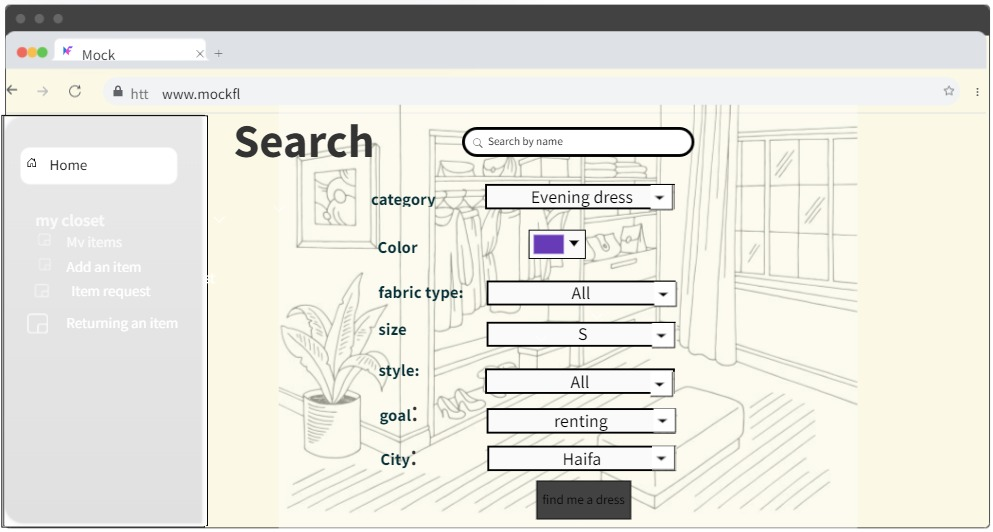 Mock
htt www.mockfl
Home
my closet
My items
Add an item
Item request
Returning an item
Search
Search by name
category
Evening dress
Color
fabric type:
All
size
S
style:
All
goal:
renting
City:
Haifa
find me a dress